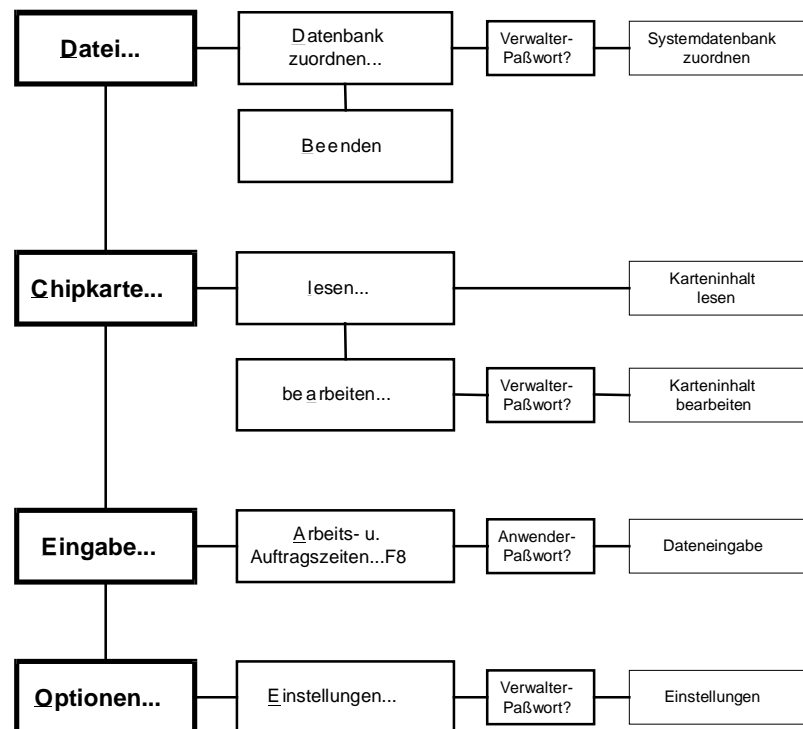 Datei...
Datenbank
zuordnen...
Verwalter-
Paßwort?
Systemdatenbank
zuordnen
Beenden
Chipkarte...
lesen...
Karteninhalt
lesen
bearbeiten...
Verwalter-
Paßwort?
Karteninhalt
bearbeiten
Eingabe...
Arbeits- u.
Auftragszeiten...F8
Anwender-
Paßwort?
Dateneingabe
Optionen...
Einstellungen...
Verwalter-
Paßwort?
Einstellungen